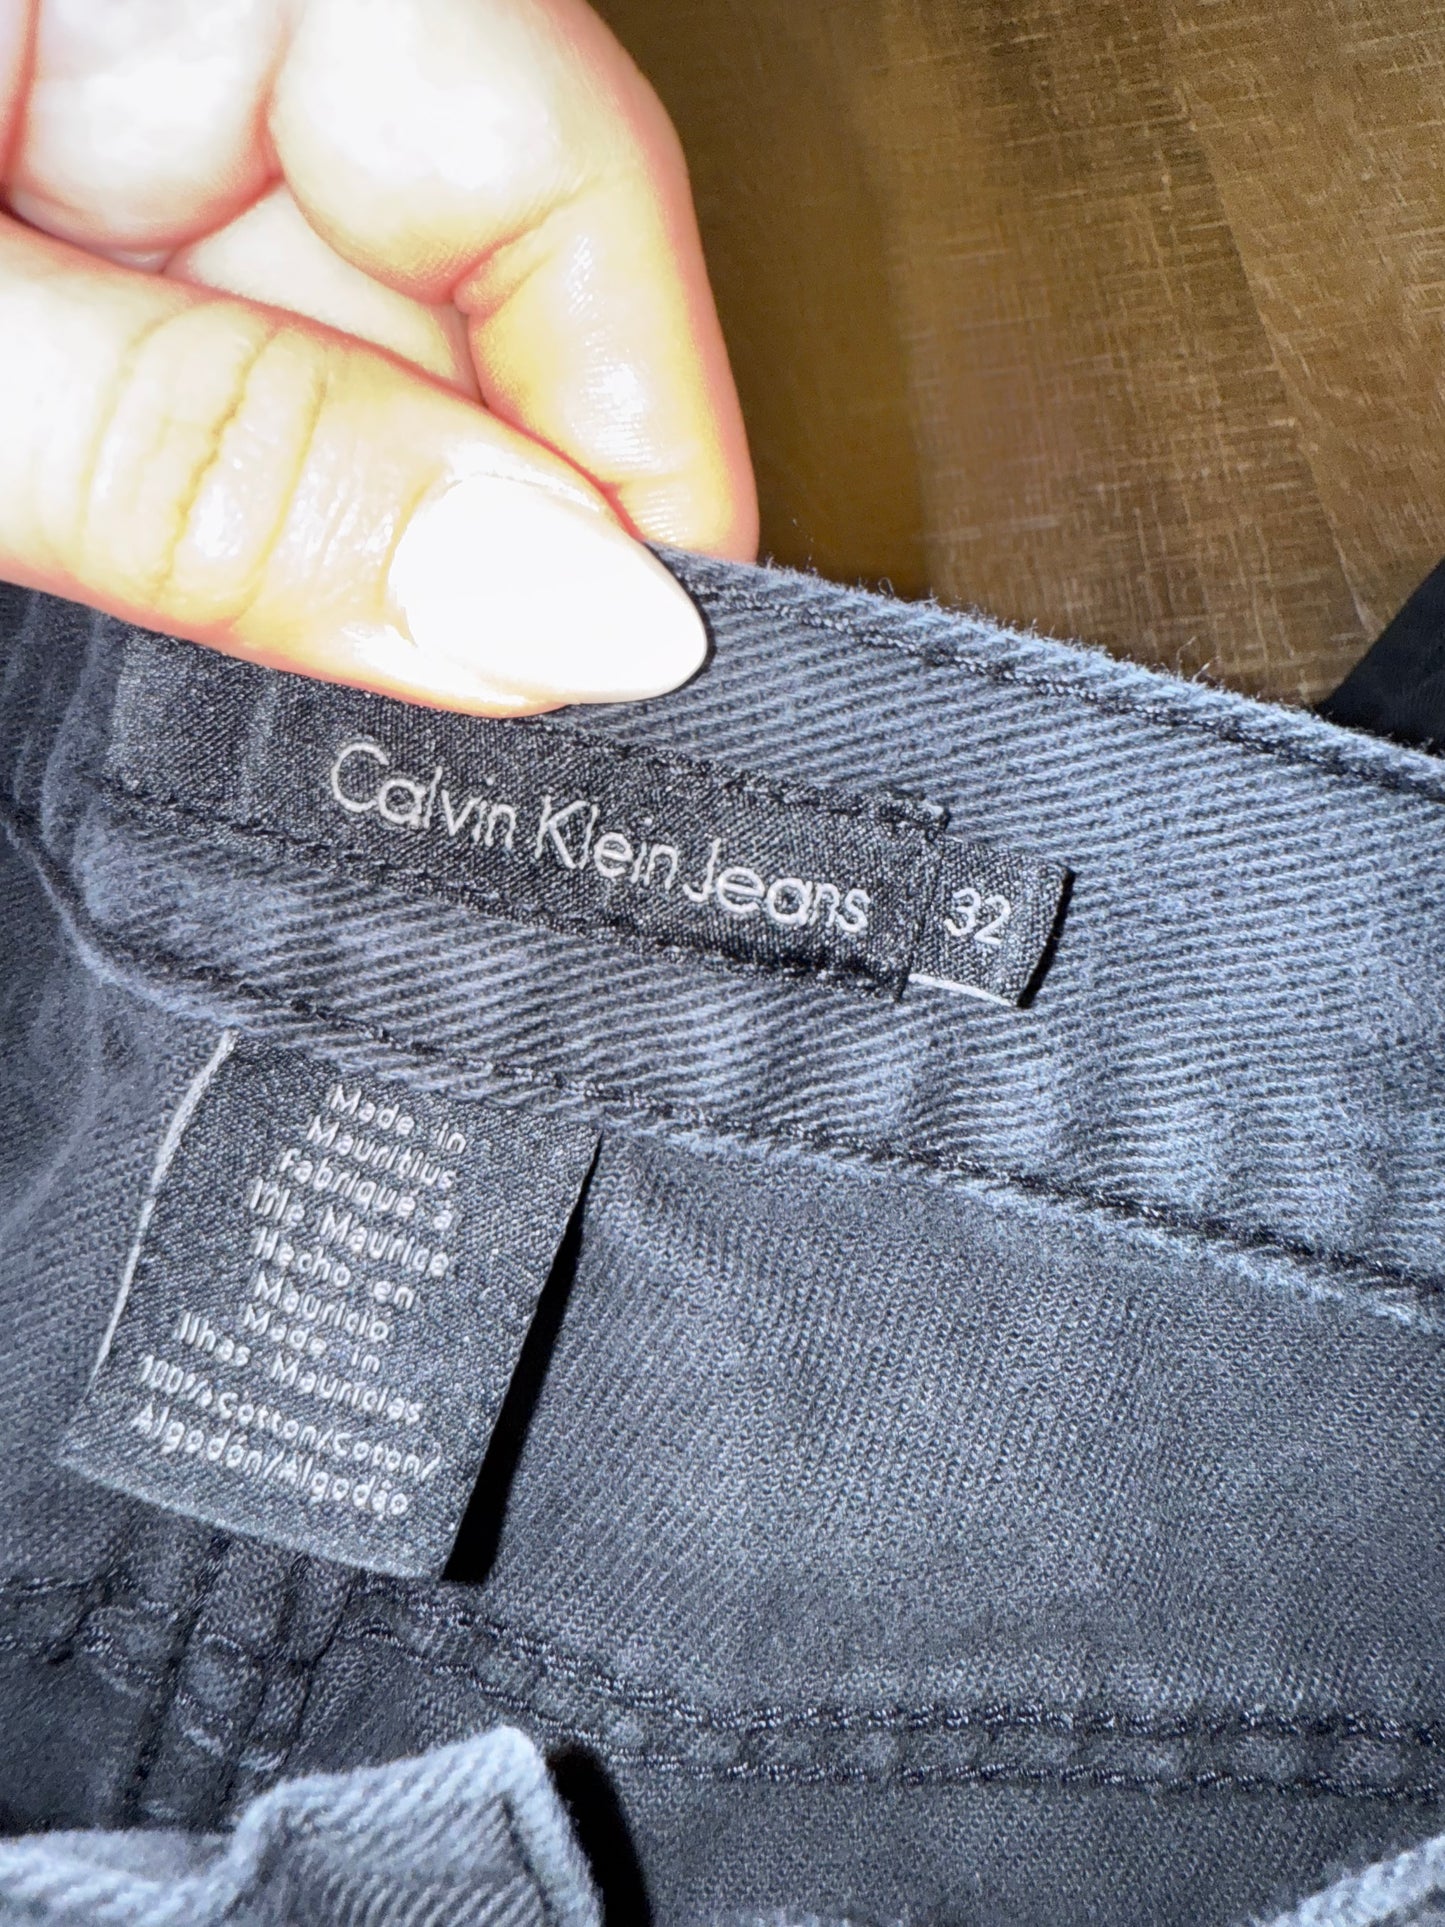 Calvin Klein Jeans
32
Made in
Mauritius
Fabriqué à
l'Ile Maurice
Hecho en
Mauricio
Made in
Ilhas Mauricias
100% Cotton/Coton/
Algodón/Algodão